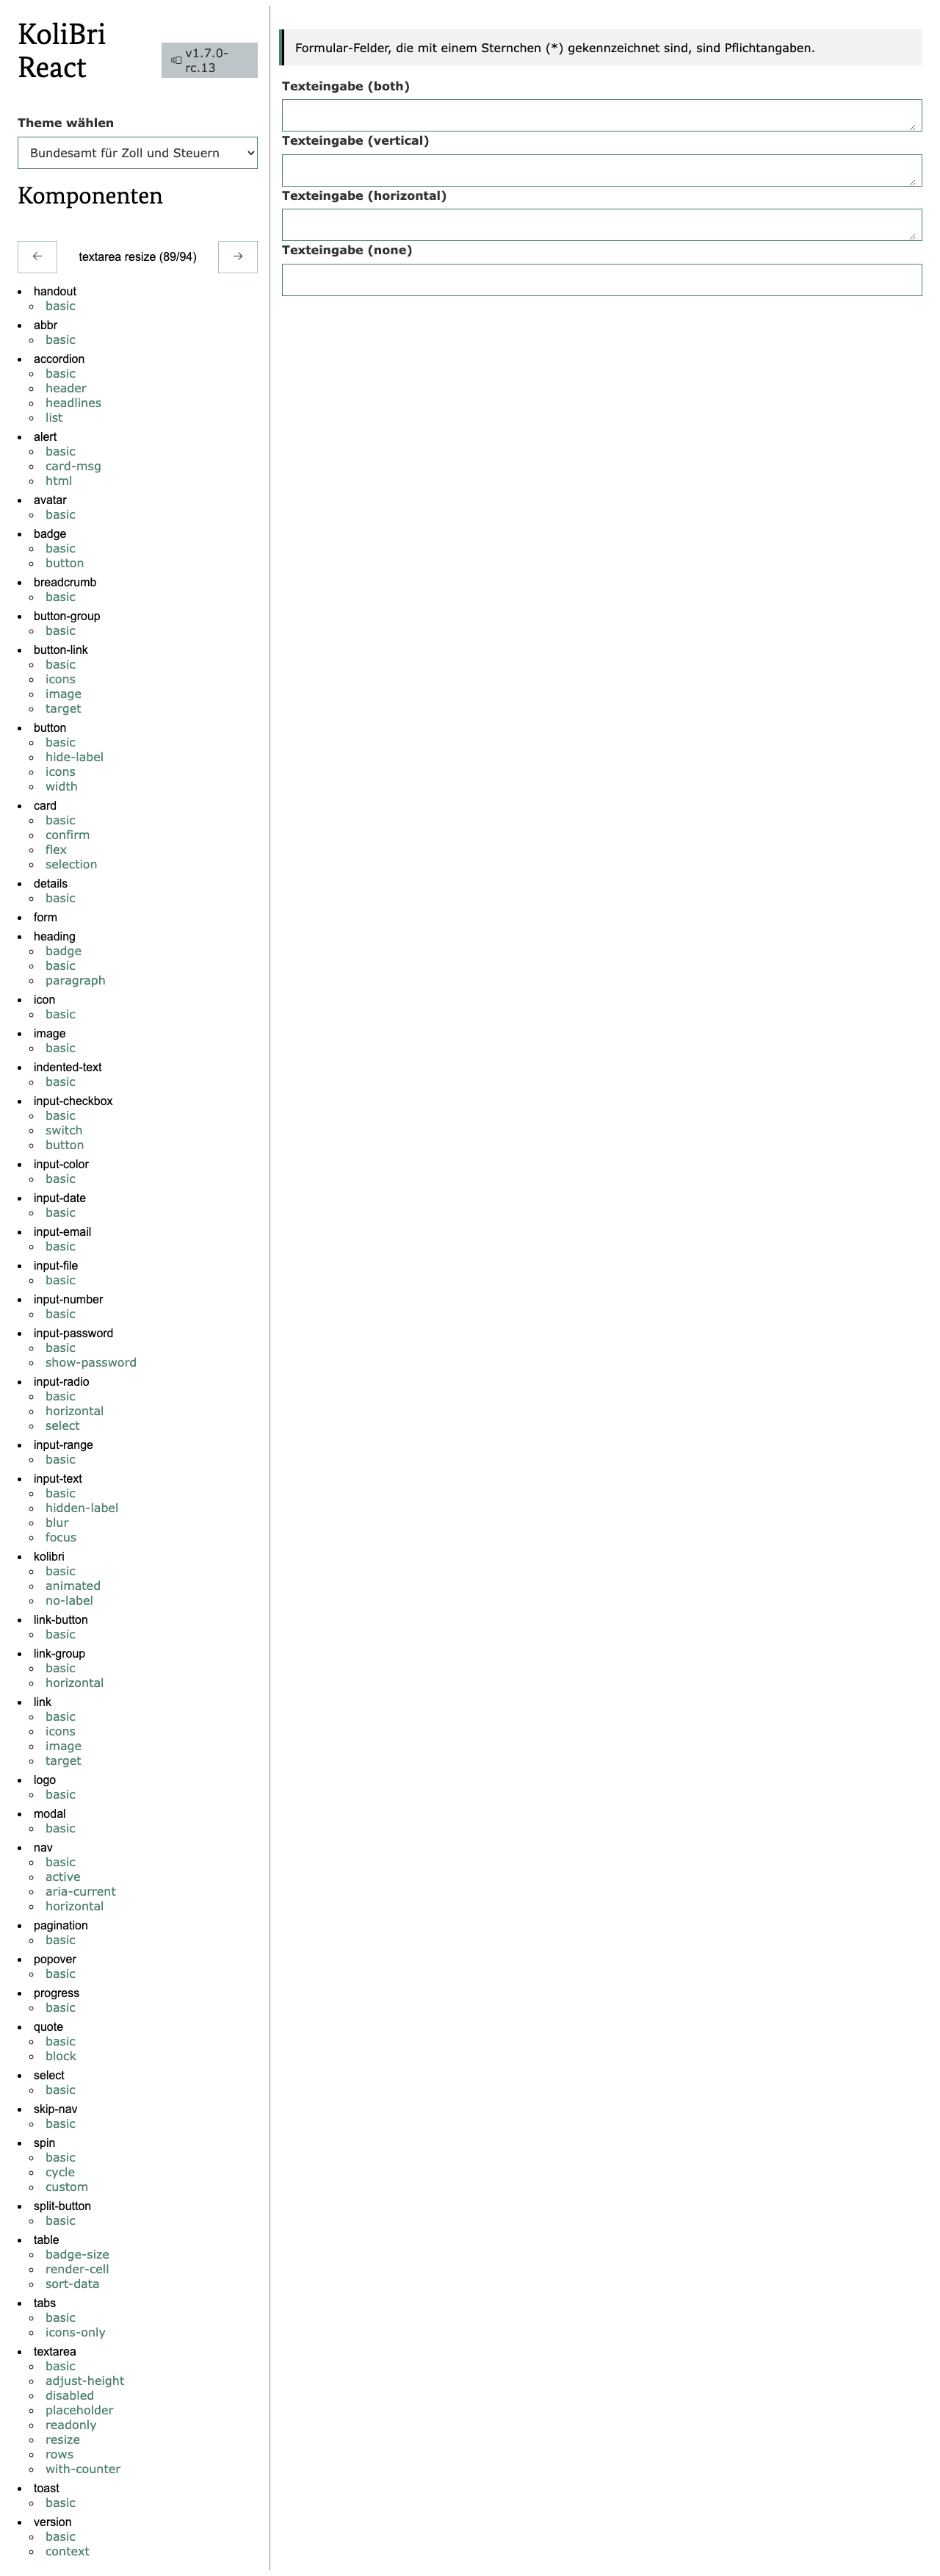 KoliBri
React
v1.7.0-
rc.13
Theme wählen
Bundesamt für Zoll und Steuern
Komponenten
← textarea resize (89/94) →
handout
basic
abbr
basic
accordion
basic
header
headlines
list
alert
basic
card-msg
html
avatar
basic
badge
basic
button
breadcrumb
basic
button-group
basic
button-link
basic
icons
image
target
button
basic
hide-label
icons
width
card
basic
confirm
flex
selection
details
basic
form
heading
badge
basic
paragraph
icon
basic
image
basic
indented-text
basic
input-checkbox
basic
switch
button
input-color
basic
input-date
basic
input-email
basic
input-file
basic
input-number
basic
input-password
basic
show-password
input-radio
basic
horizontal
select
input-range
basic
input-text
basic
hidden-label
blur
focus
kolibri
basic
animated
no-label
link-button
basic
link-group
basic
horizontal
link
basic
icons
image
target
logo
basic
modal
basic
nav
basic
active
aria-current
horizontal
pagination
basic
popover
basic
progress
basic
quote
basic
block
select
basic
skip-nav
basic
spin
basic
cycle
custom
split-button
basic
table
badge-size
render-cell
sort-data
tabs
basic
icons-only
textarea
basic
adjust-height
disabled
placeholder
readonly
resize
rows
with-counter
toast
basic
version
basic
context
Formular-Felder, die mit einem Sternchen (*) gekennzeichnet sind, sind Pflichtangaben.
Texteingabe (both)
Texteingabe (vertical)
Texteingabe (horizontal)
Texteingabe (none)